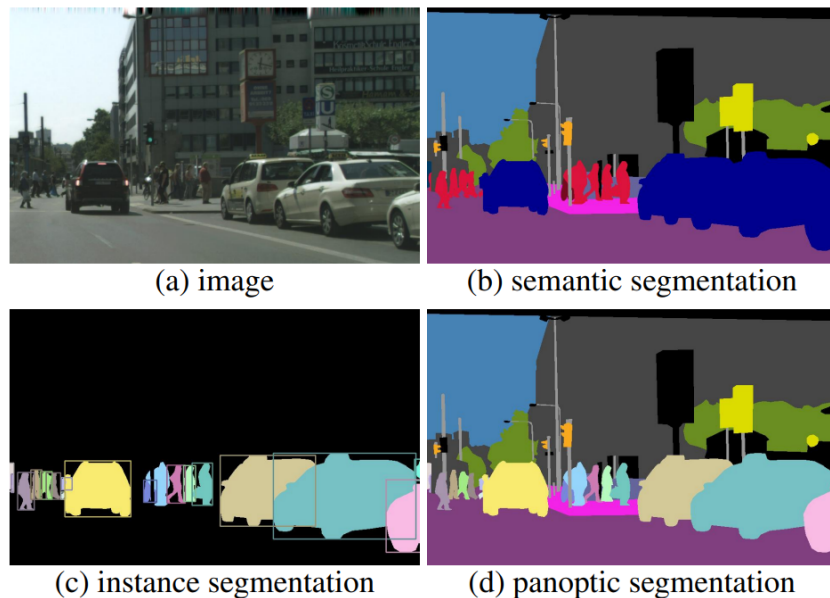 S
U
(a) image
(b) semantic segmentation
(c) instance segmentation
(d) panoptic segmentation